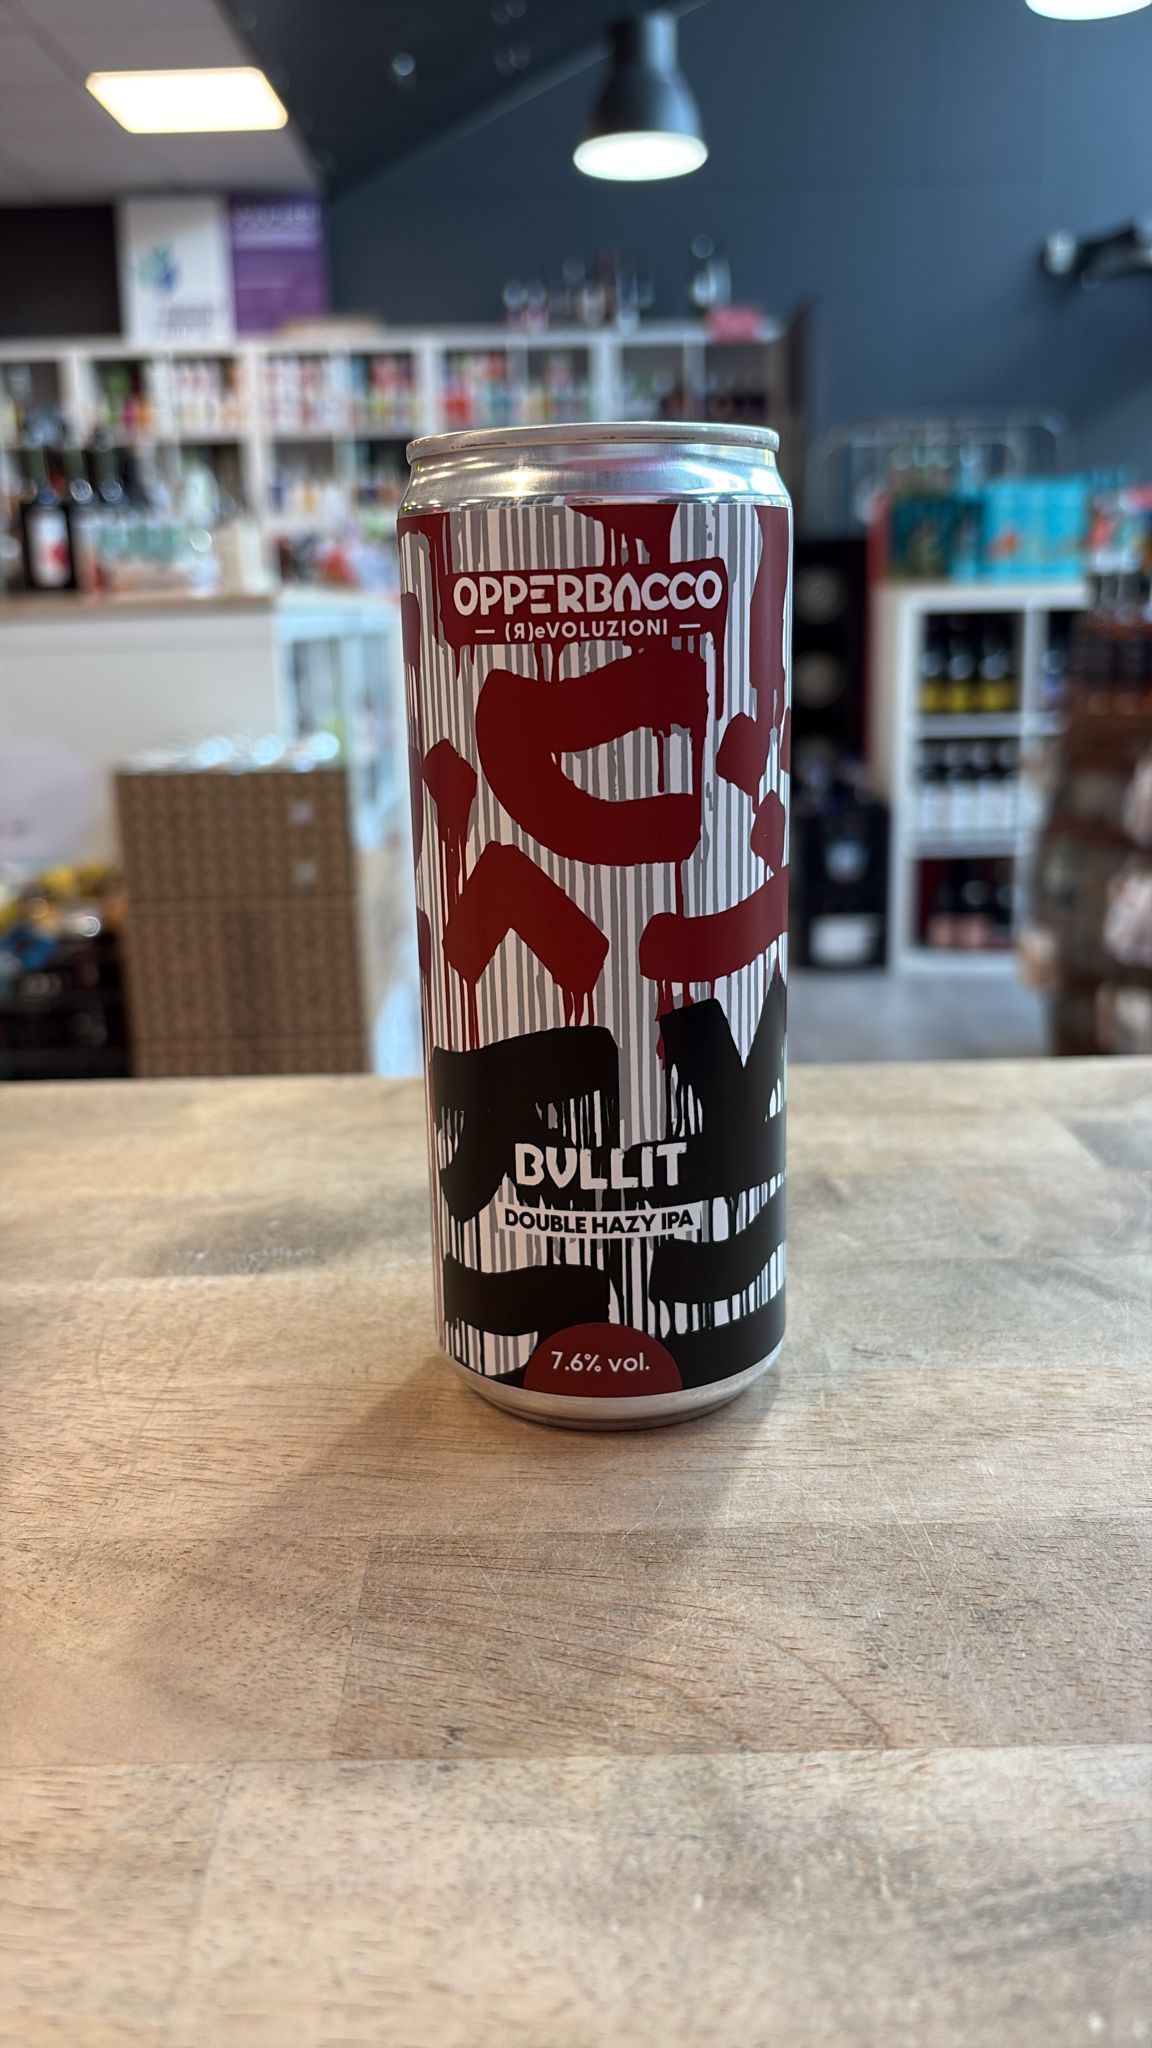 OPPERBACCO
— (Я)eVOLUZIONI —
BULLIT
DOUBLE HAZY IPA
7.6% vol.